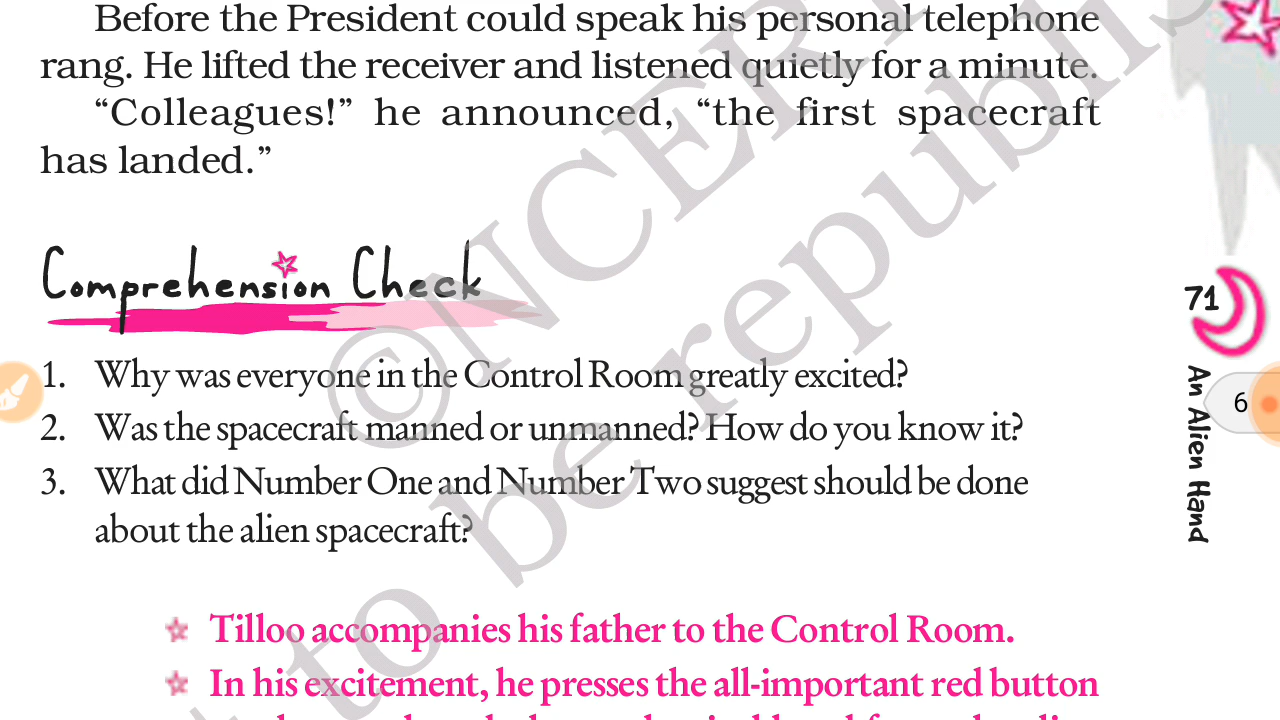 Before the President could speak his personal telephone
rang. He lifted the receiver and listened quietly for a minute.
“Colleagues!” he announced, “the first spacecraft
has landed.”
Comprehension Check
1. Why was everyone in the Control Room greatly excited?
2. Was the spacecraft manned or unmanned? How do you know it?
3. What did Number One and Number Two suggest should be done
about the alien spacecraft?
Tilloo accompanies his father to the Control Room.
In his excitement, he presses the all-important red button
71
An Alien Hand
6
©NCERT
to be republis